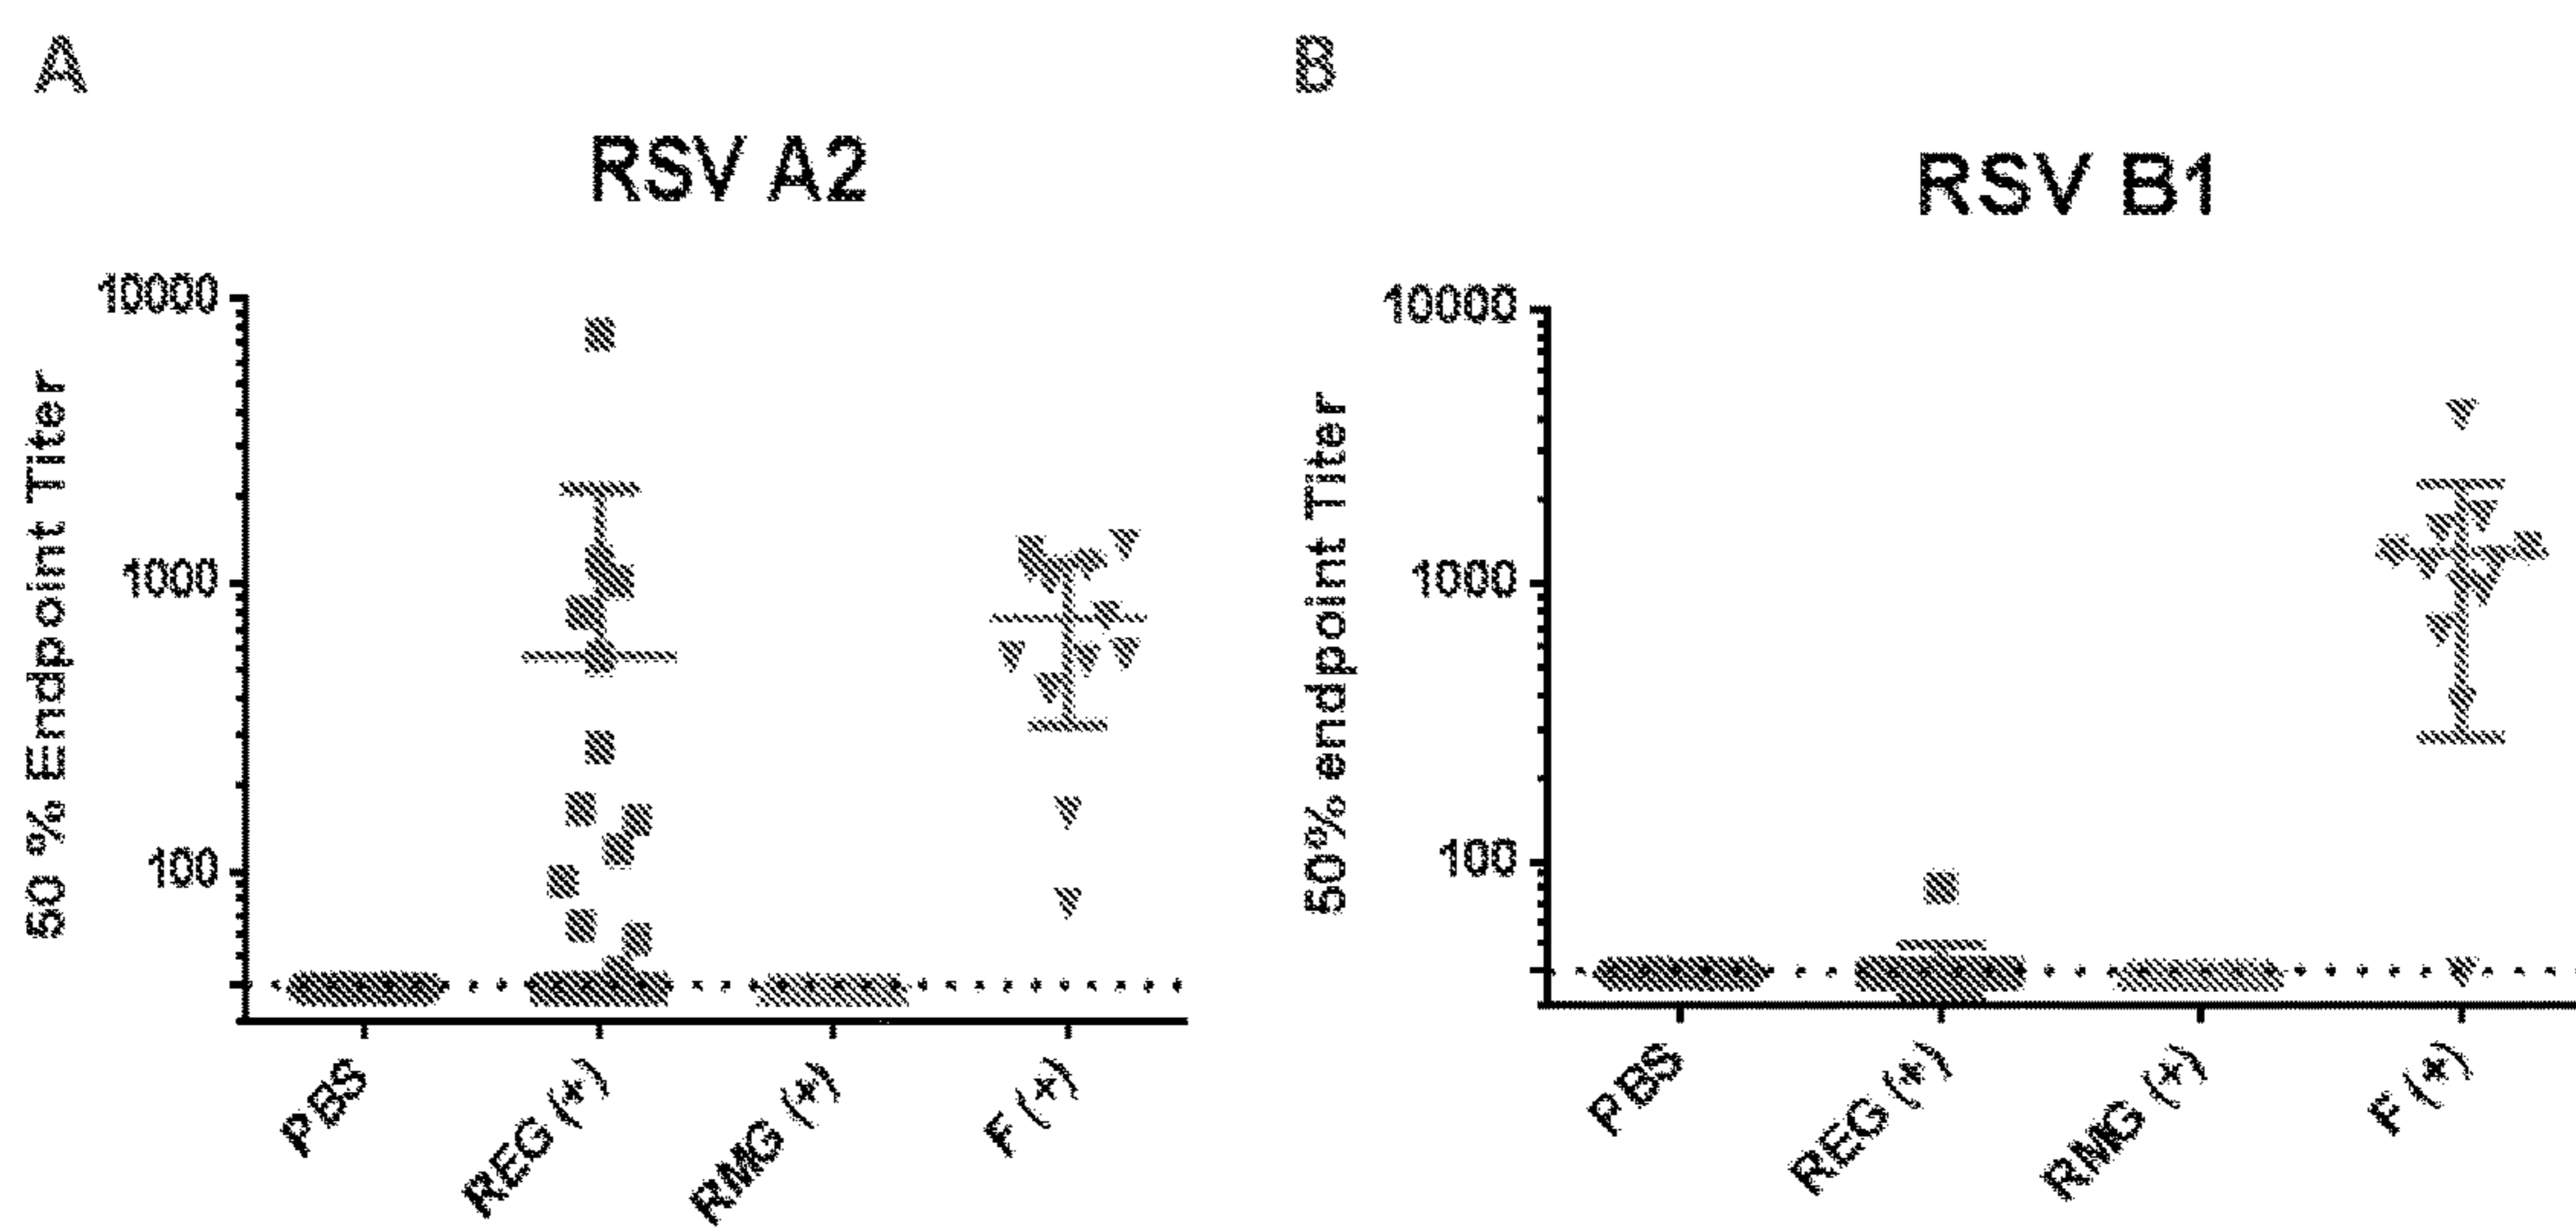 A
B
RSV A2
RSV B1
50 % Endpoint Titer
10000
1000
100
PBS
REG (+)
RMG (+)
F (+)
50% endpoint Titer
10000
1000
100
PBS
REG (+)
RMG (+)
F (+)